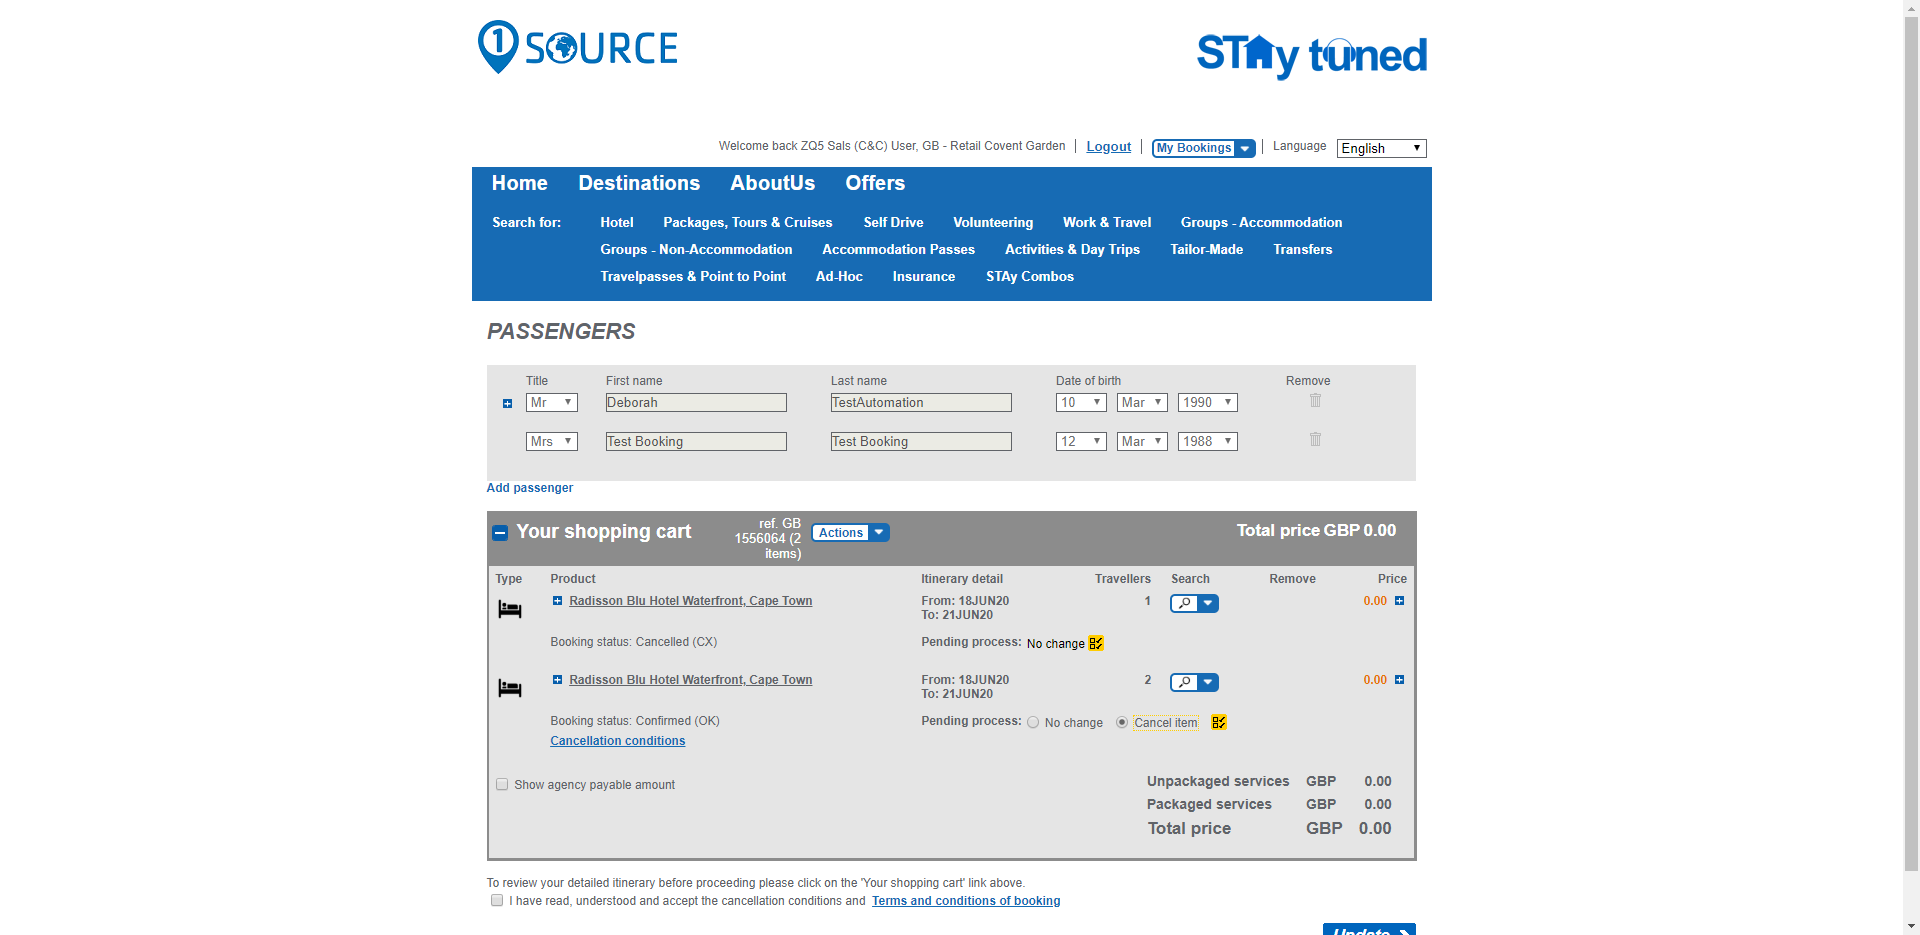 1 SOURCE
STAy tuned
Welcome back ZQ5 Sals (C&C) User, GB - Retail Covent Garden | Logout | My Bookings | Language English
Home Destinations AboutUs Offers
Search for: Hotel Packages, Tours & Cruises Self Drive Volunteering Work & Travel Groups - Accommodation
Groups - Non-Accommodation Accommodation Passes Activities & Day Trips Tailor-Made Transfers
Travelpasses & Point to Point Ad-Hoc Insurance STAy Combos
PASSENGERS
Title First name Last name Date of birth Remove
Mr Deborah TestAutomation 10 Mar 1990
Mrs Test Booking Test Booking 12 Mar 1988
Add passenger
Your shopping cart
ref. GB
1556064 (2
items)
Actions
Total price GBP 0.00
Type Product Itinerary detail Travellers Search Remove Price
Radisson Blu Hotel Waterfront, Cape Town From: 18JUN20 1 0.00
To: 21JUN20
Booking status: Cancelled (CX) Pending process: No change
Radisson Blu Hotel Waterfront, Cape Town From: 18JUN20 2 0.00
To: 21JUN20
Booking status: Confirmed (OK) Pending process: No change Cancel item
Cancellation conditions
Show agency payable amount
Unpackaged services GBP 0.00
Packaged services GBP 0.00
Total price GBP 0.00
To review your detailed itinerary before proceeding please click on the 'Your shopping cart' link above.
I have read, understood and accept the cancellation conditions and Terms and conditions of booking
Update